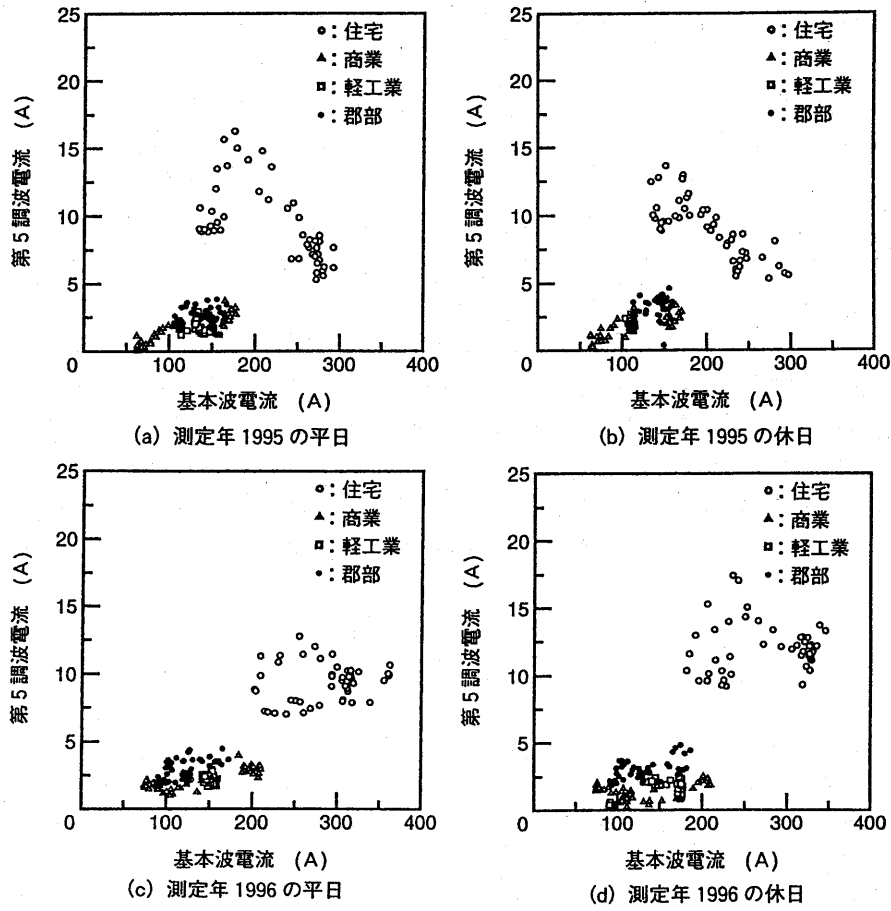 25
20
15
10
5
0
100
200
300
400
第5調波電流 (A)
○：住宅
▲：商業
□：軽工業
●：郡部
基本波電流 (A)
(a) 測定年 1995 の平日
25
20
15
10
5
0
100
200
300
400
第5調波電流 (A)
○：住宅
▲：商業
□：軽工業
●：郡部
基本波電流 (A)
(b) 測定年 1995 の休日
25
20
15
10
5
0
100
200
300
400
第5調波電流 (A)
○：住宅
▲：商業
□：軽工業
●：郡部
基本波電流 (A)
(c) 測定年 1996 の平日
25
20
15
10
5
0
100
200
300
400
第5調波電流 (A)
○：住宅
▲：商業
□：軽工業
●：郡部
基本波電流 (A)
(d) 測定年 1996 の休日